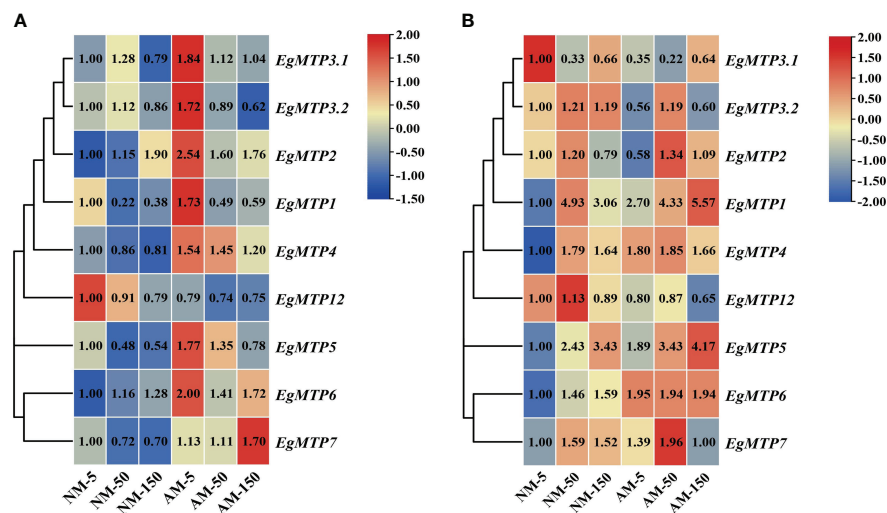 A
1.00 1.28 0.79 1.84 1.12 1.04 EgMTP3.1
1.00 1.12 0.86 1.72 0.89 0.62 EgMTP3.2
1.00 1.15 1.90 2.54 1.60 1.76 EgMTP2
1.00 0.22 0.38 1.73 0.49 0.59 EgMTP1
1.00 0.86 0.81 1.54 1.45 1.20 EgMTP4
1.00 0.91 0.79 0.79 0.74 0.75 EgMTP12
1.00 0.48 0.54 1.77 1.35 0.78 EgMTP5
1.00 1.16 1.28 2.00 1.41 1.72 EgMTP6
1.00 0.72 0.70 1.13 1.11 1.70 EgMTP7
NM-5 NM-50 NM-150 AM-5 AM-50 AM-150
2.00
1.50
1.00
0.50
0.00
-0.50
-1.00
-1.50
B
1.00 0.33 0.66 0.35 0.22 0.64 EgMTP3.1
1.00 1.21 1.19 0.56 1.19 0.60 EgMTP3.2
1.00 1.20 0.79 0.58 1.34 1.09 EgMTP2
1.00 4.93 3.06 2.70 4.33 5.57 EgMTP1
1.00 1.79 1.64 1.80 1.85 1.66 EgMTP4
1.00 1.13 0.89 0.80 0.87 0.65 EgMTP12
1.00 2.43 3.43 1.89 3.43 4.17 EgMTP5
1.00 1.46 1.59 1.95 1.94 1.94 EgMTP6
1.00 1.59 1.52 1.39 1.96 1.00 EgMTP7
NM-5 NM-50 NM-150 AM-5 AM-50 AM-150
2.00
1.50
1.00
0.50
0.00
-0.50
-1.00
-1.50
-2.00